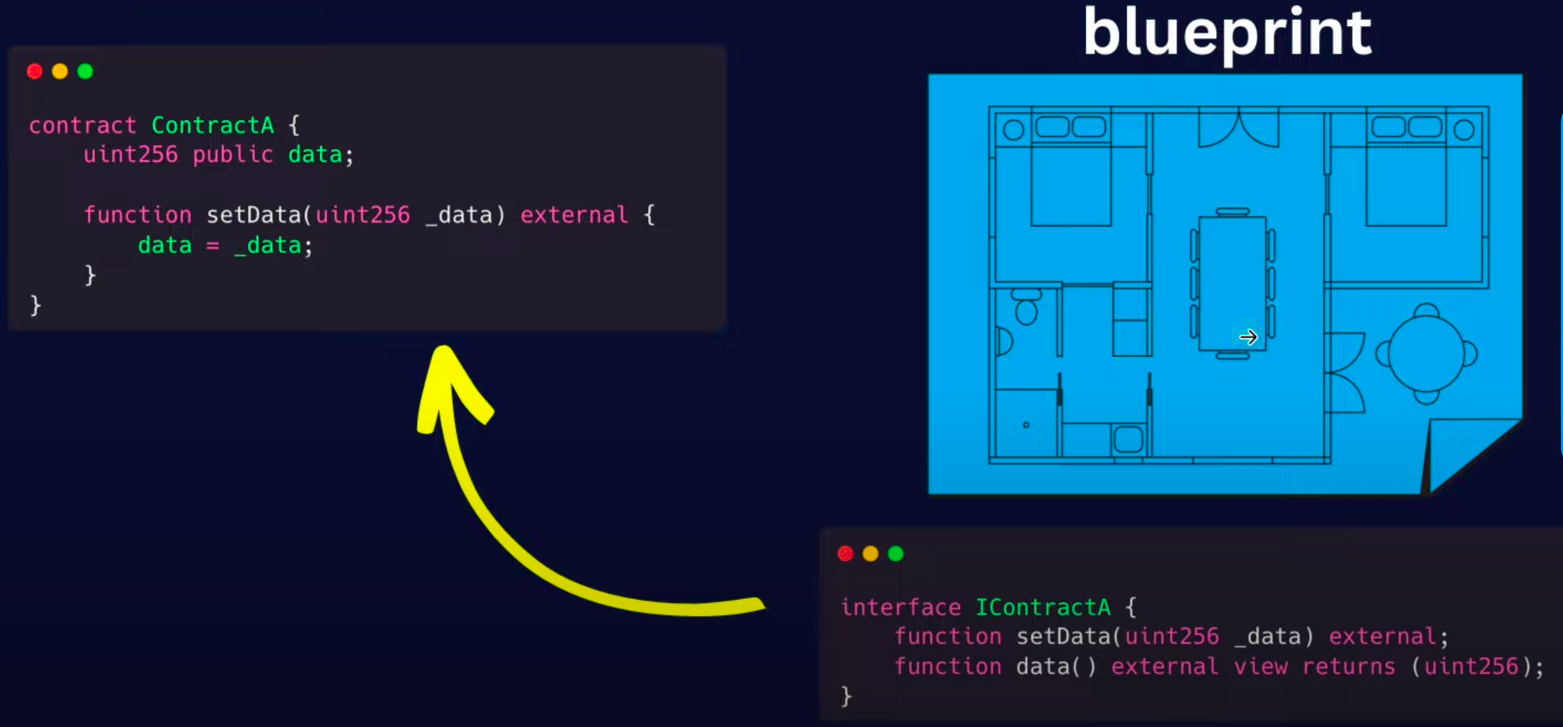 contract ContractA {
    uint256 public data;

    function setData(uint256 _data) external {
        data = _data;
    }
}
blueprint
interface IContractA {
    function setData(uint256 _data) external;
    function data() external view returns (uint256);
}